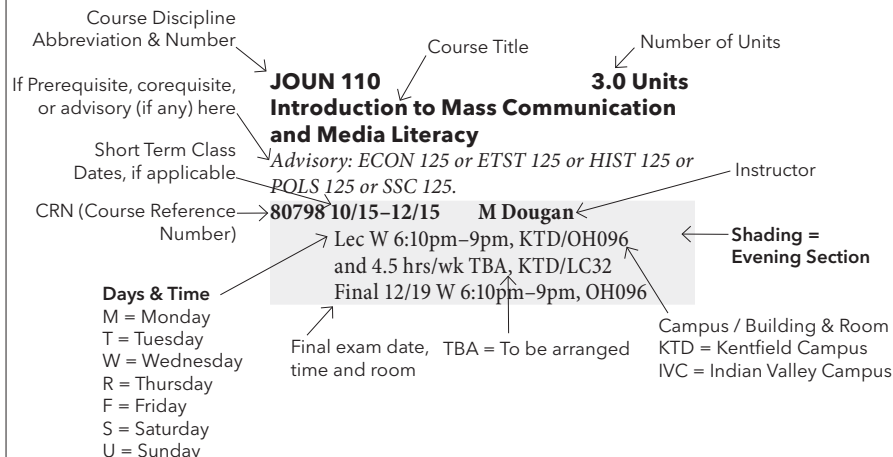 Course Discipline
Abbreviation & Number
Course Title
Number of Units
JOUN 110 3.0 Units
Introduction to Mass Communication
and Media Literacy
If Prerequisite, corequisite,
or advisory (if any) here
Advisory: ECON 125 or ETST 125 or HIST 125 or
POLS 125 or SSC 125.
Short Term Class
Dates, if applicable
Instructor
CRN (Course Reference
Number)
80798 10/15–12/15 M Dougan
Lec W 6:10pm–9pm, KTD/OH096
and 4.5 hrs/wk TBA, KTD/LC32
Final 12/19 W 6:10pm–9pm, OH096
Shading =
Evening Section
Days & Time
M = Monday
T = Tuesday
W = Wednesday
R = Thursday
F = Friday
S = Saturday
U = Sunday
Final exam date,
time and room
TBA = To be arranged
Campus / Building & Room
KTD = Kentfield Campus
IVC = Indian Valley Campus